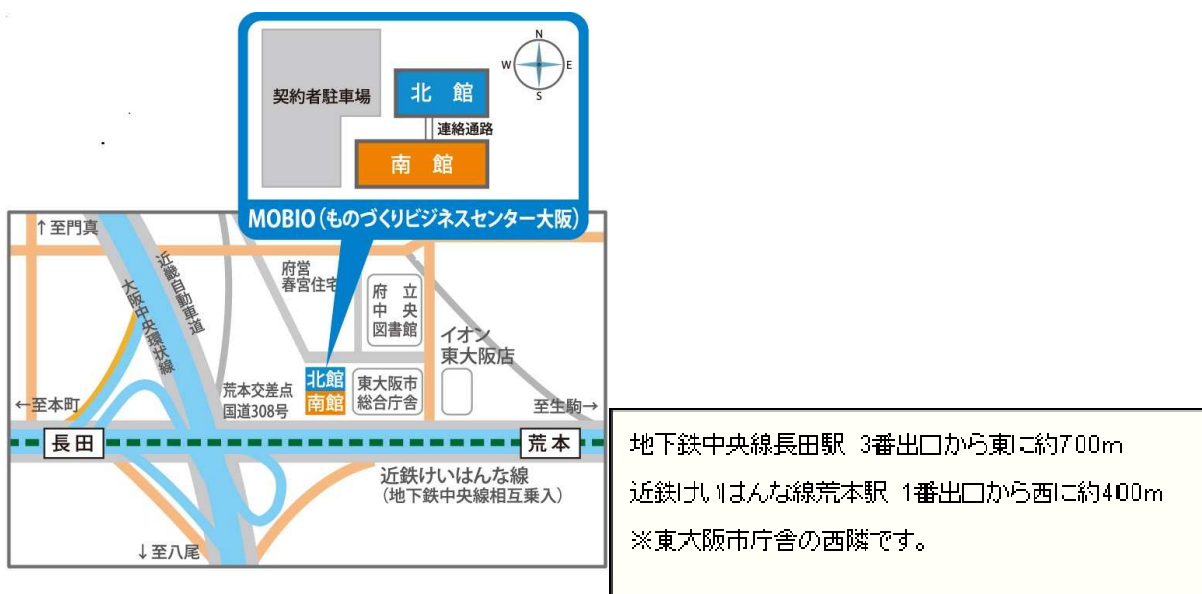 N
W E
S
契約者駐車場
北 館
連絡通路
南 館
MOBIO(ものづくりビジネスセンター大阪)
↑至門真
近畿自動車道
大阪中央環状線
府営
春宮住宅
府 立
中 央
図書館
イオン
東大阪店
荒本交差点
国道308号
北館
南館
東大阪市
総合庁舎
←至本町
至生駒→
長田
荒本
近鉄けいはんな線
(地下鉄中央線相互乗入)
↓至八尾
地下鉄中央線長田駅 3番出口から東に約700m
近鉄けいはんな線荒本駅 1番出口から西に約400m
※東大阪市庁舎の西隣です。